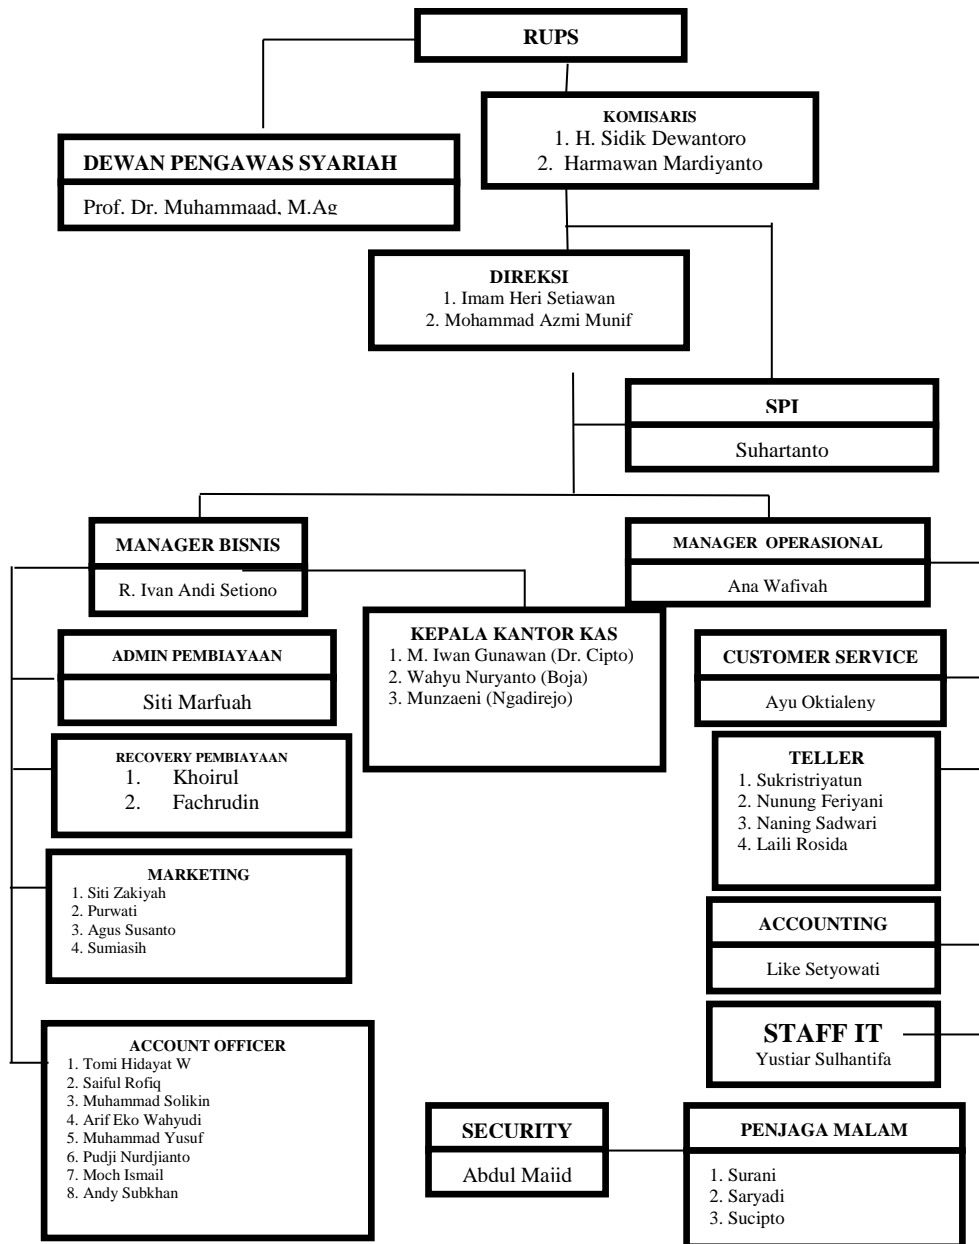 RUPS
KOMISARIS
1. H. Sidik Dewantoro
2. Harmawan Mardiyanto
DEWAN PENGAWAS SYARIAH
Prof. Dr. Muhammaad, M.Ag
DIREKSI
1. Imam Heri Setiawan
2. Mohammad Azmi Munif
SPI
Suhartanto
MANAGER BISNIS
R. Ivan Andi Setiono
MANAGER OPERASIONAL
Ana Wafiyah
KEPALA KANTOR KAS
1. M. Iwan Gunawan (Dr. Cipto)
2. Wahyu Nuryanto (Boja)
3. Munzaeni (Ngadirejo)
ADMIN PEMBIAYAAN
Siti Marfuah
CUSTOMER SERVICE
Ayu Oktialeny
RECOVERY PEMBIAYAAN
1. Khoirul
2. Fachrudin
TELLER
1. Sukristriyatun
2. Nunung Feriyani
3. Naning Sadwari
4. Laili Rosida
MARKETING
1. Siti Zakiyah
2. Purwati
3. Agus Susanto
4. Sumiasih
ACCOUNTING
Like Setyowati
STAFF IT
Yustiar Sulhantifa
ACCOUNT OFFICER
1. Tomi Hidayat W
2. Saiful Rofiq
3. Muhammad Solikin
4. Arif Eko Wahyudi
5. Muhammad Yusuf
6. Pudji Nurdjianto
7. Moch Ismail
8. Andy Subkhan
SECURITY
Abdul Majid
PENJAGA MALAM
1. Surani
2. Saryadi
3. Sucipto